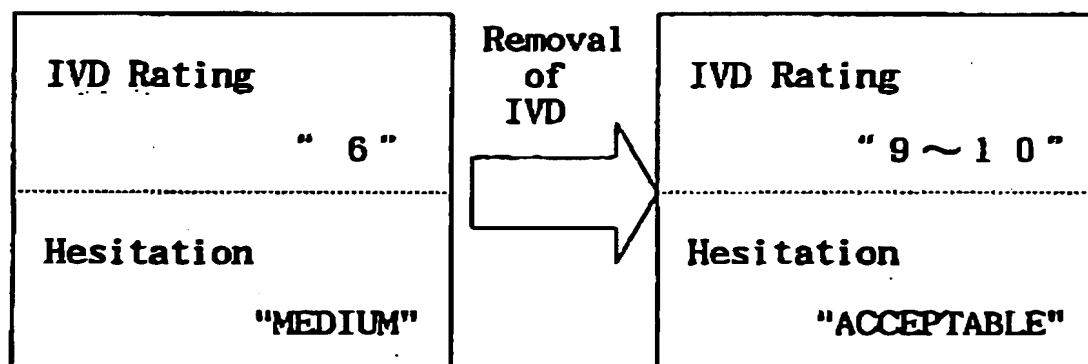 IVD Rating
" 6"
Hesitation
"MEDIUM"
Removal
of
IVD
IVD Rating
"9～1 0"
Hesitation
"ACCEPTABLE"